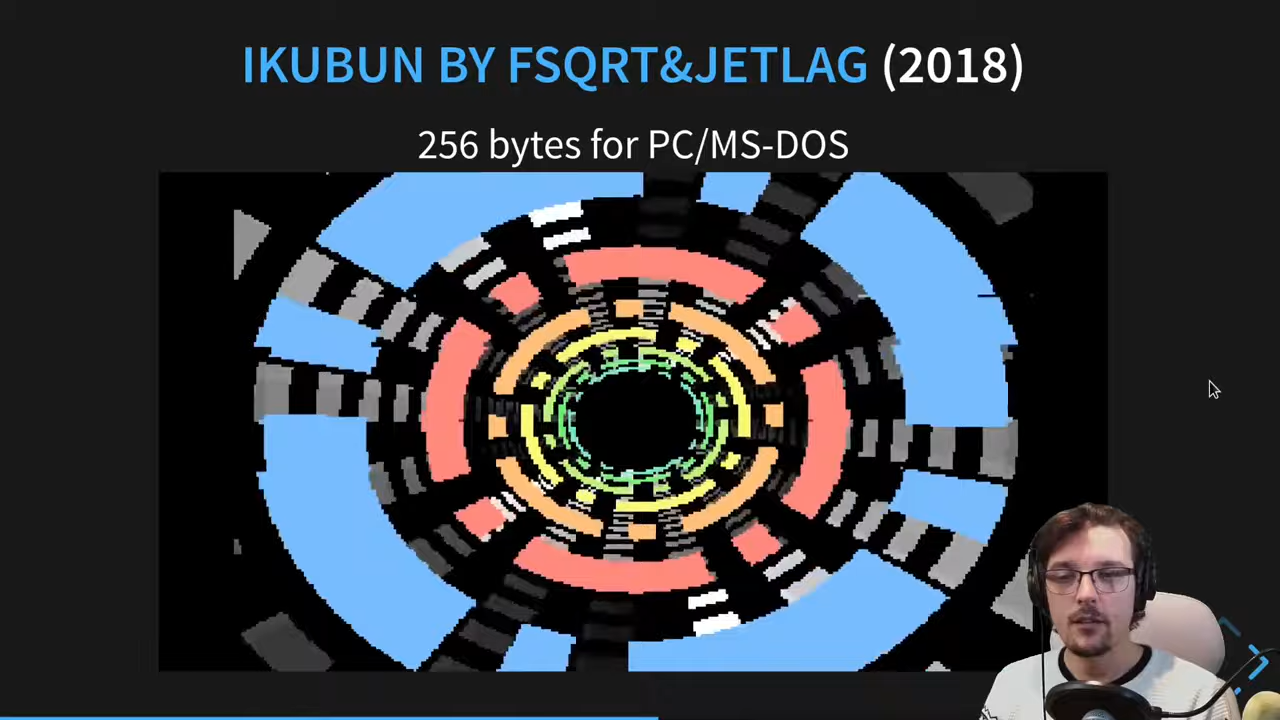 IKUBUN BY FSQRT&JETLAG (2018)
256 bytes for PC/MS-DOS